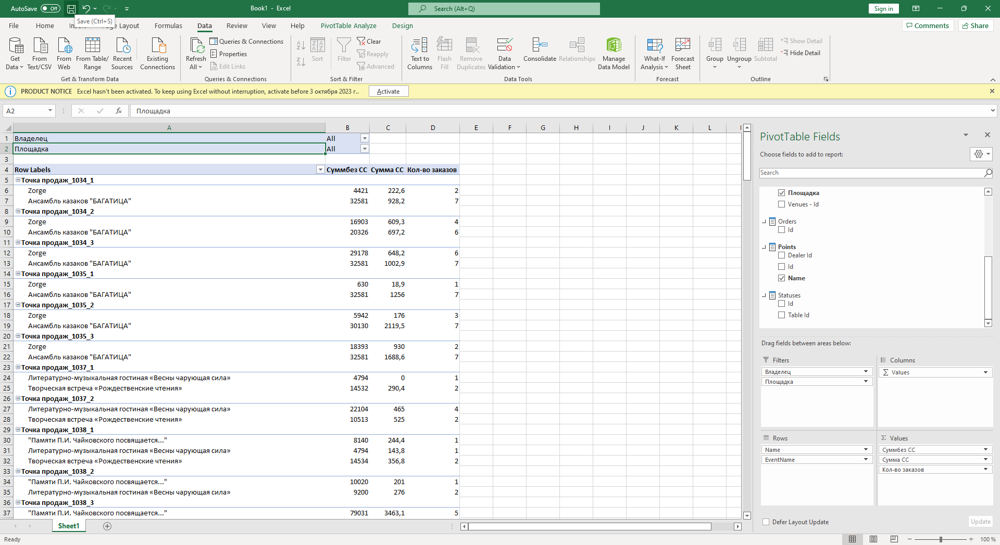 AutoSave Off Book1 - Excel Search (Alt+Q) Sign in
Save (Ctrl+S)
File Home Layout Formulas Data Review View Help PivotTable Analyze Design Comments Share
Get Data
From Text/CSV
From Web
From Table/ Range
Recent Sources
Existing Connections
Get & Transform Data
Refresh All
Queries & Connections
Properties
Edit Links
Queries & Connections
Sort
Filter
Clear
Reapply
Advanced
Sort & Filter
Text to Columns
Flash Fill
Remove Duplicates
Data Validation
Consolidate
Relationships
Manage Data Model
Data Tools
What-If Analysis
Forecast Sheet
Forecast
Group
Ungroup
Subtotal
Show Detail
Hide Detail
Outline
PRODUCT NOTICE Excel hasn't been activated. To keep using Excel without interruption, activate before 3 октября 2023 г.. Activate
A2 fx Площадка
A B C D E F G H I J K L
1 Владелец All
2 Площадка All
3
4 Row Labels Суммбез СС Сумма СС Кол-во заказов
5 Точка продаж_1034_1
6 Zorge 4421 222,6 2
7 Ансамбль казаков "БАГАТИЦА" 32581 928,2 7
8 Точка продаж_1034_2
9 Zorge 16903 609,3 4
10 Ансамбль казаков "БАГАТИЦА" 20326 697,2 6
11 Точка продаж_1034_3
12 Zorge 29178 648,2 6
13 Ансамбль казаков "БАГАТИЦА" 32581 1002,9 7
14 Точка продаж_1035_1
15 Zorge 630 18,9 1
16 Ансамбль казаков "БАГАТИЦА" 32581 1256 7
17 Точка продаж_1035_2
18 Zorge 5942 176 3
19 Ансамбль казаков "БАГАТИЦА" 30130 2119,5 7
20 Точка продаж_1035_3
21 Zorge 18393 930 2
22 Ансамбль казаков "БАГАТИЦА" 32581 1688,6 7
23 Точка продаж_1037_1
24 Литературно-музыкальная гостиная «Весны чарующая сила» 4794 0 1
25 Творческая встреча «Рождественские чтения» 14532 290,4 2
26 Точка продаж_1037_2
27 Литературно-музыкальная гостиная «Весны чарующая сила» 22104 465 4
28 Творческая встреча «Рождественские чтения» 10513 525 2
29 Точка продаж_1038_1
30 "Памяти П.И. Чайковского посвящается..." 8140 244,4 1
31 Литературно-музыкальная гостиная «Весны чарующая сила» 4794 143,8 1
32 Творческая встреча «Рождественские чтения» 14534 356,8 2
33 Точка продаж_1038_2
34 "Памяти П.И. Чайковского посвящается..." 10020 201 1
35 Литературно-музыкальная гостиная «Весны чарующая сила» 9200 276 2
36 Точка продаж_1038_3
37 "Памяти П.И. Чайковского посвящается..." 79031 3463,1 5
Sheet1
Ready
PivotTable Fields
Choose fields to add to report:
Search
Площадка
Venues - Id
Orders
Id
Points
Dealer Id
Id
Name
Statuses
Id
Table Id
Drag fields between areas below:
Filters
Владелец
Площадка
Columns
Σ Values
Rows
Name
EventName
Σ Values
Суммбез СС
Сумма СС
Кол-во заказов
Defer Layout Update Update
100 %